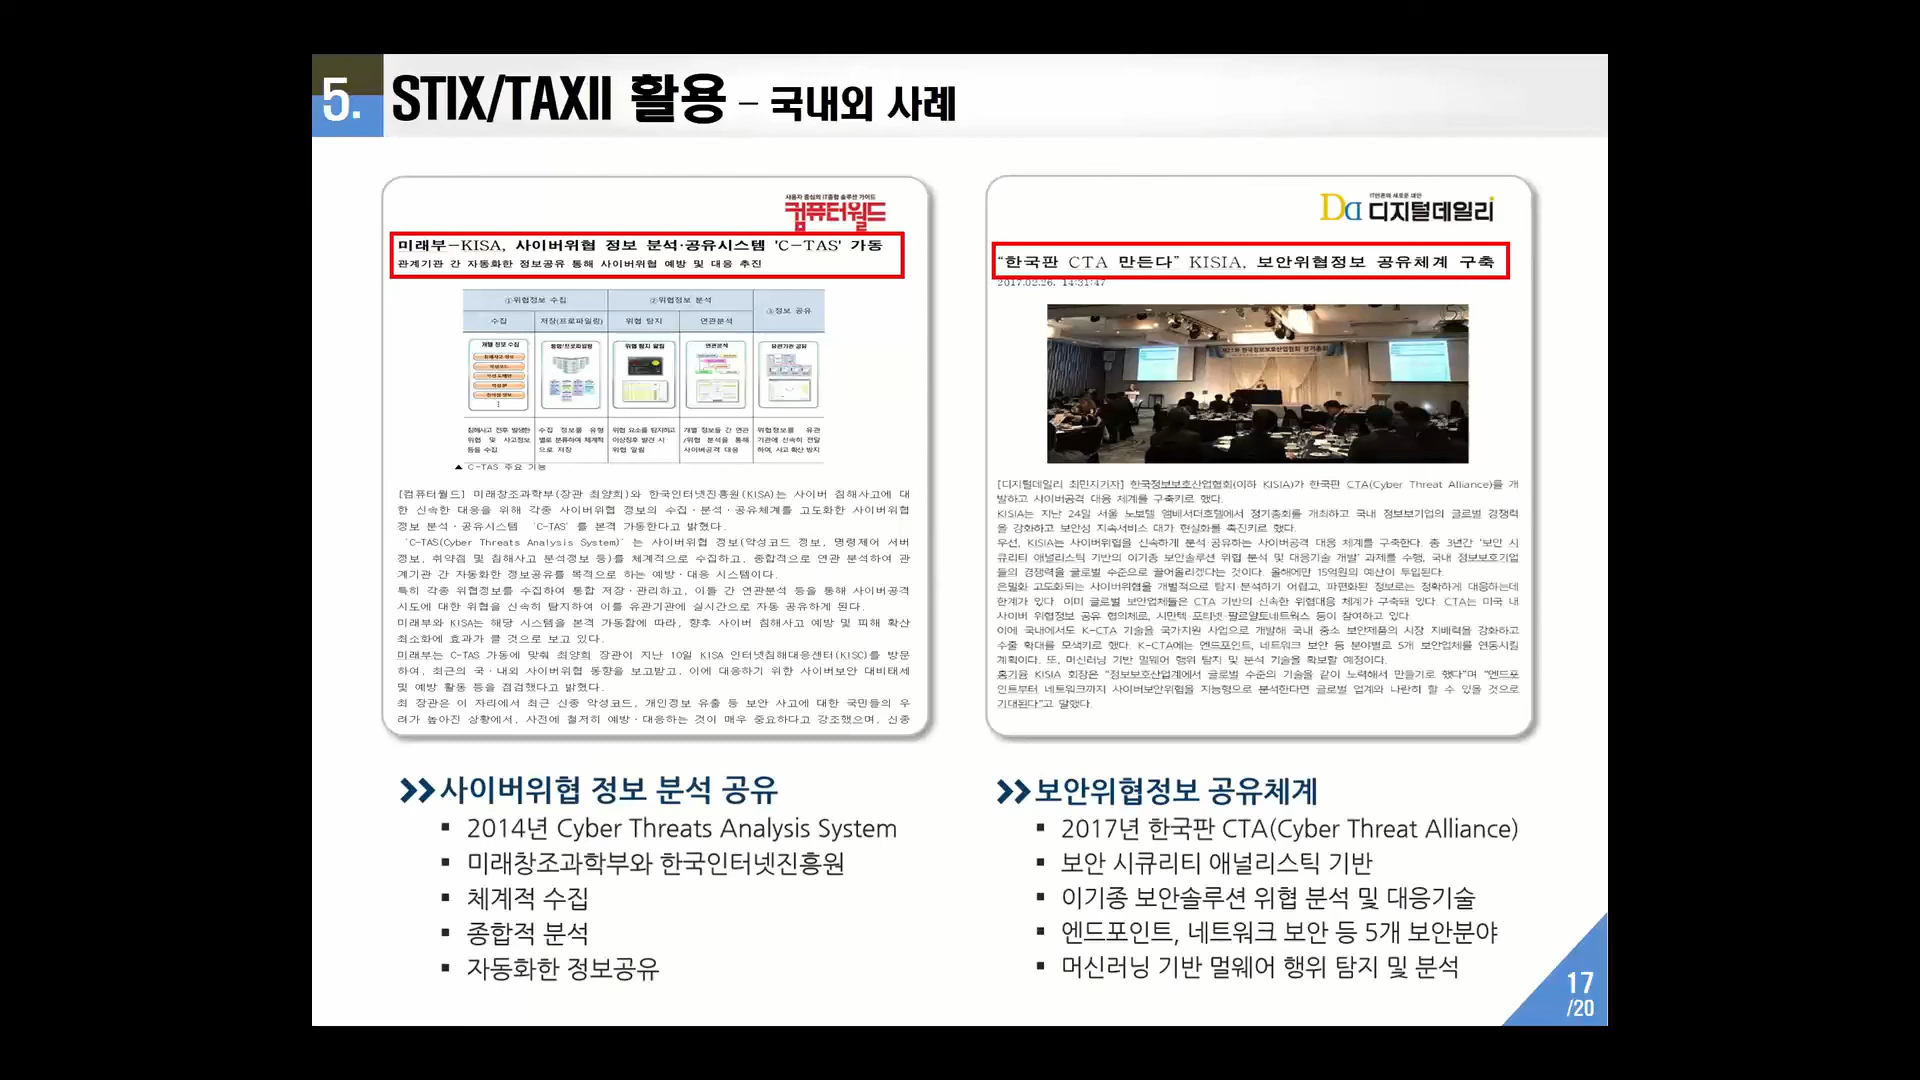 5. STIX/TAXII 활용 – 국내외 사례
사용자 중심의 IT종합 솔루션 가이드
컴퓨터월드
미래부-KISA, 사이버위협 정보 분석·공유시스템 'C-TAS' 가동
관계기관 간 자동화한 정보공유 통해 사이버위협 예방 및 대응 추진
①위협정보 수집 ②위협정보 분석 ③정보 공유
수집 저장(프로파일링) 위협 탐지 연관분석
개별 정보 수집 통합/프로파일링 위협 탐지 알림 연관분석 유관기관 공유
침해사고 전후 발생한 수집 정보를 유형 위협 요소를 탐지하고 개별 정보들 간 연관 위협정보를 유관
위협 및 사고정보 별로 분류하여 체계적 이상징후 발견 시 /위협 분석을 통해 기관에 신속히 전달
등을 수집 으로 저장 위협 알림 사이버공격 대응 하여, 사고 확산 방지
▲ C-TAS 주요 기능
[컴퓨터월드] 미래창조과학부(장관 최양희)와 한국인터넷진흥원(KISA)는 사이버 침해사고에 대
한 신속한 대응을 위해 각종 사이버위협 정보의 수집·분석·공유체계를 고도화한 사이버위협
정보 분석·공유시스템 'C-TAS' 를 본격 가동한다고 밝혔다.
'C-TAS(Cyber Threats Analysis System)' 는 사이버위협 정보(악성코드 정보, 명령제어 서버
정보, 취약점 및 침해사고 분석정보 등)를 체계적으로 수집하고, 종합적으로 연관 분석하여 관
계기관 간 자동화한 정보공유를 목적으로 하는 예방·대응 시스템이다.
특히 각종 위협정보를 수집하여 통합 저장·관리하고, 이들 간 연관분석 등을 통해 사이버공격
시도에 대한 위협을 신속히 탐지하여 이를 유관기관에 실시간으로 자동 공유하게 된다.
미래부와 KISA는 해당 시스템을 본격 가동함에 따라, 향후 사이버 침해사고 예방 및 피해 확산
최소화에 효과가 클 것으로 보고 있다.
미래부는 C-TAS 가동에 맞춰 최양희 장관이 지난 10일 KISA 인터넷침해대응센터(KISC)를 방문
하여, 최근의 국·내외 사이버위협 동향을 보고받고, 이에 대응하기 위한 사이버보안 대비태세
및 예방 활동 등을 점검했다고 밝혔다.
최 장관은 이 자리에서 최근 신종 악성코드, 개인정보 유출 등 보안 사고에 대한 국민들의 우
려가 높아진 상황에서, 사전에 철저히 예방·대응하는 것이 매우 중요하다고 강조했으며, 신종
사이버위협 정보 분석 공유
▪ 2014년 Cyber Threats Analysis System
▪ 미래창조과학부와 한국인터넷진흥원
▪ 체계적 수집
▪ 종합적 분석
▪ 자동화한 정보공유
IT언론의 새로운 대안
디지털데일리
“한국판 CTA 만든다” KISIA, 보안위협정보 공유체계 구축
2017.02.26. 14:31:47
[디지털데일리 최민지기자] 한국정보보호산업협회(이하 KISIA)가 한국판 CTA(Cyber Threat Alliance)를 개
발하고 사이버공격 대응 체계를 구축키로 했다.
KISIA는 지난 24일 서울 노보텔 앰배서더호텔에서 정기총회를 개최하고 국내 정보보기업의 글로벌 경쟁력
을 강화하고 보안성 지속서비스 대가 현실화를 촉진키로 했다.
우선, KISIA는 사이버위협을 신속하게 분석·공유하는 사이버공격 대응 체계를 구축한다. 총 3년간 '보안 시
큐리티 애널리스틱 기반의 이기종 보안솔루션 위협 분석 및 대응기술 개발' 과제를 수행, 국내 정보보호기업
들의 경쟁력을 글로벌 수준으로 끌어올리겠다는 것이다. 올해에만 15억원의 예산이 투입된다.
은밀화 고도화되는 사이버위협을 개별적으로 탐지·분석하기 어렵고, 파편화된 정보로는 정확하게 대응하는데
한계가 있다. 이미 글로벌 보안업체들은 CTA 기반의 신속한 위협대응 체계가 구축돼 있다. CTA는 미국 내
사이버 위협정보 공유 협의체로, 시만텍·포티넷·팔로알토네트웍스 등이 참여하고 있다.
이에 국내에서도 K-CTA 기술을 국가지원 사업으로 개발해 국내 중소 보안제품의 시장 지배력을 강화하고
수출 확대를 모색키로 했다. K-CTA에는 엔드포인트, 네트워크 보안 등 분야별로 5개 보안업체를 연동시킬
계획이다. 또, 머신러닝 기반 멀웨어 행위 탐지 및 분석 기술을 확보할 예정이다.
홍기융 KISIA 회장은 “정보보호산업계에서 글로벌 수준의 기술을 같이 노력해서 만들기로 했다”며 “엔드포
인트부터 네트워크까지 사이버보안위협을 지능형으로 분석한다면 글로벌 업계와 나란히 할 수 있을 것으로
기대된다”고 말했다.
보안위협정보 공유체계
▪ 2017년 한국판 CTA(Cyber Threat Alliance)
▪ 보안 시큐리티 애널리스틱 기반
▪ 이기종 보안솔루션 위협 분석 및 대응기술
▪ 엔드포인트, 네트워크 보안 등 5개 보안분야
▪ 머신러닝 기반 멀웨어 행위 탐지 및 분석
17
/20